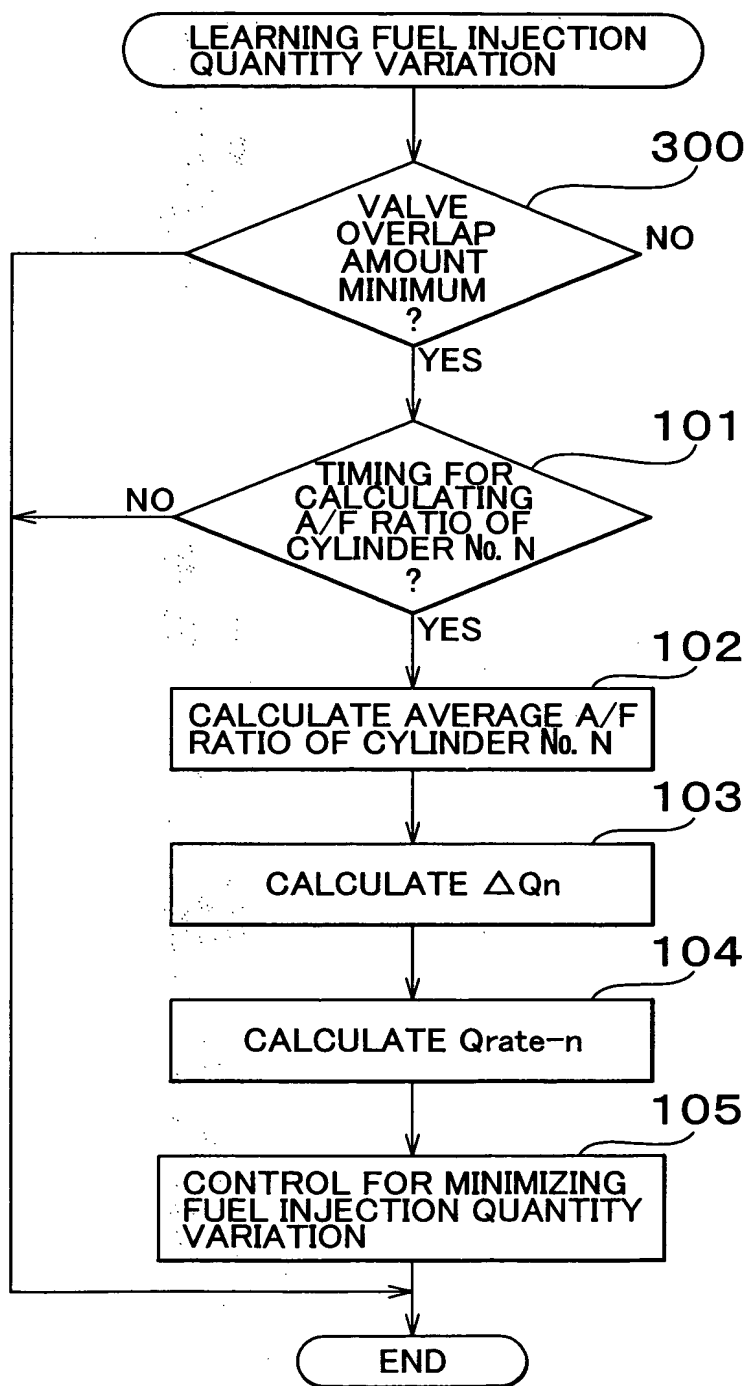 LEARNING FUEL INJECTION
QUANTITY VARIATION
300
VALVE
OVERLAP
AMOUNT
MINIMUM
?
NO
YES
101
TIMING FOR
CALCULATING
A/F RATIO OF
CYLINDER No. N
?
NO
YES
102
CALCULATE AVERAGE A/F
RATIO OF CYLINDER No. N
103
CALCULATE △Qn
104
CALCULATE Qrate-n
105
CONTROL FOR MINIMIZING
FUEL INJECTION QUANTITY
VARIATION
END